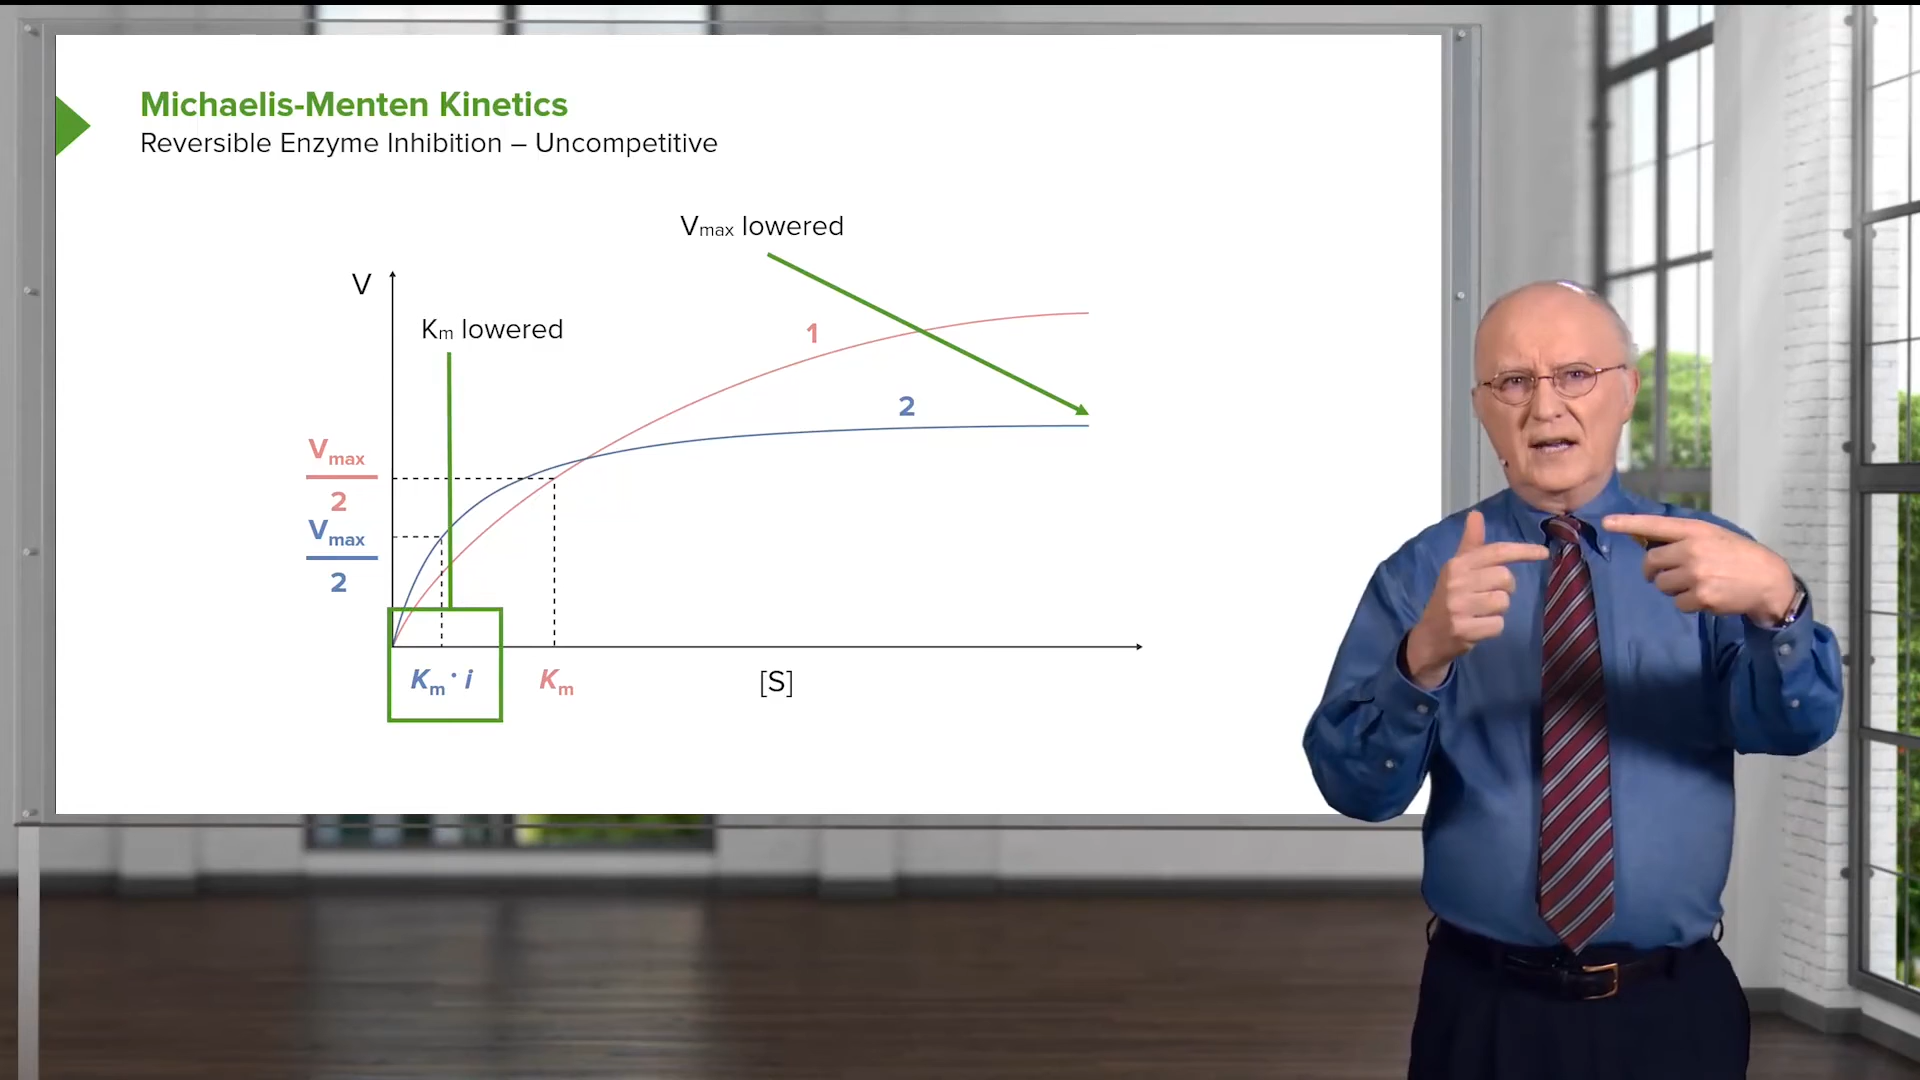 Michaelis-Menten Kinetics
Reversible Enzyme Inhibition – Uncompetitive
Vmax lowered
V
Km lowered
1
2
Vmax
2
Vmax
2
Km · i
Km
[S]